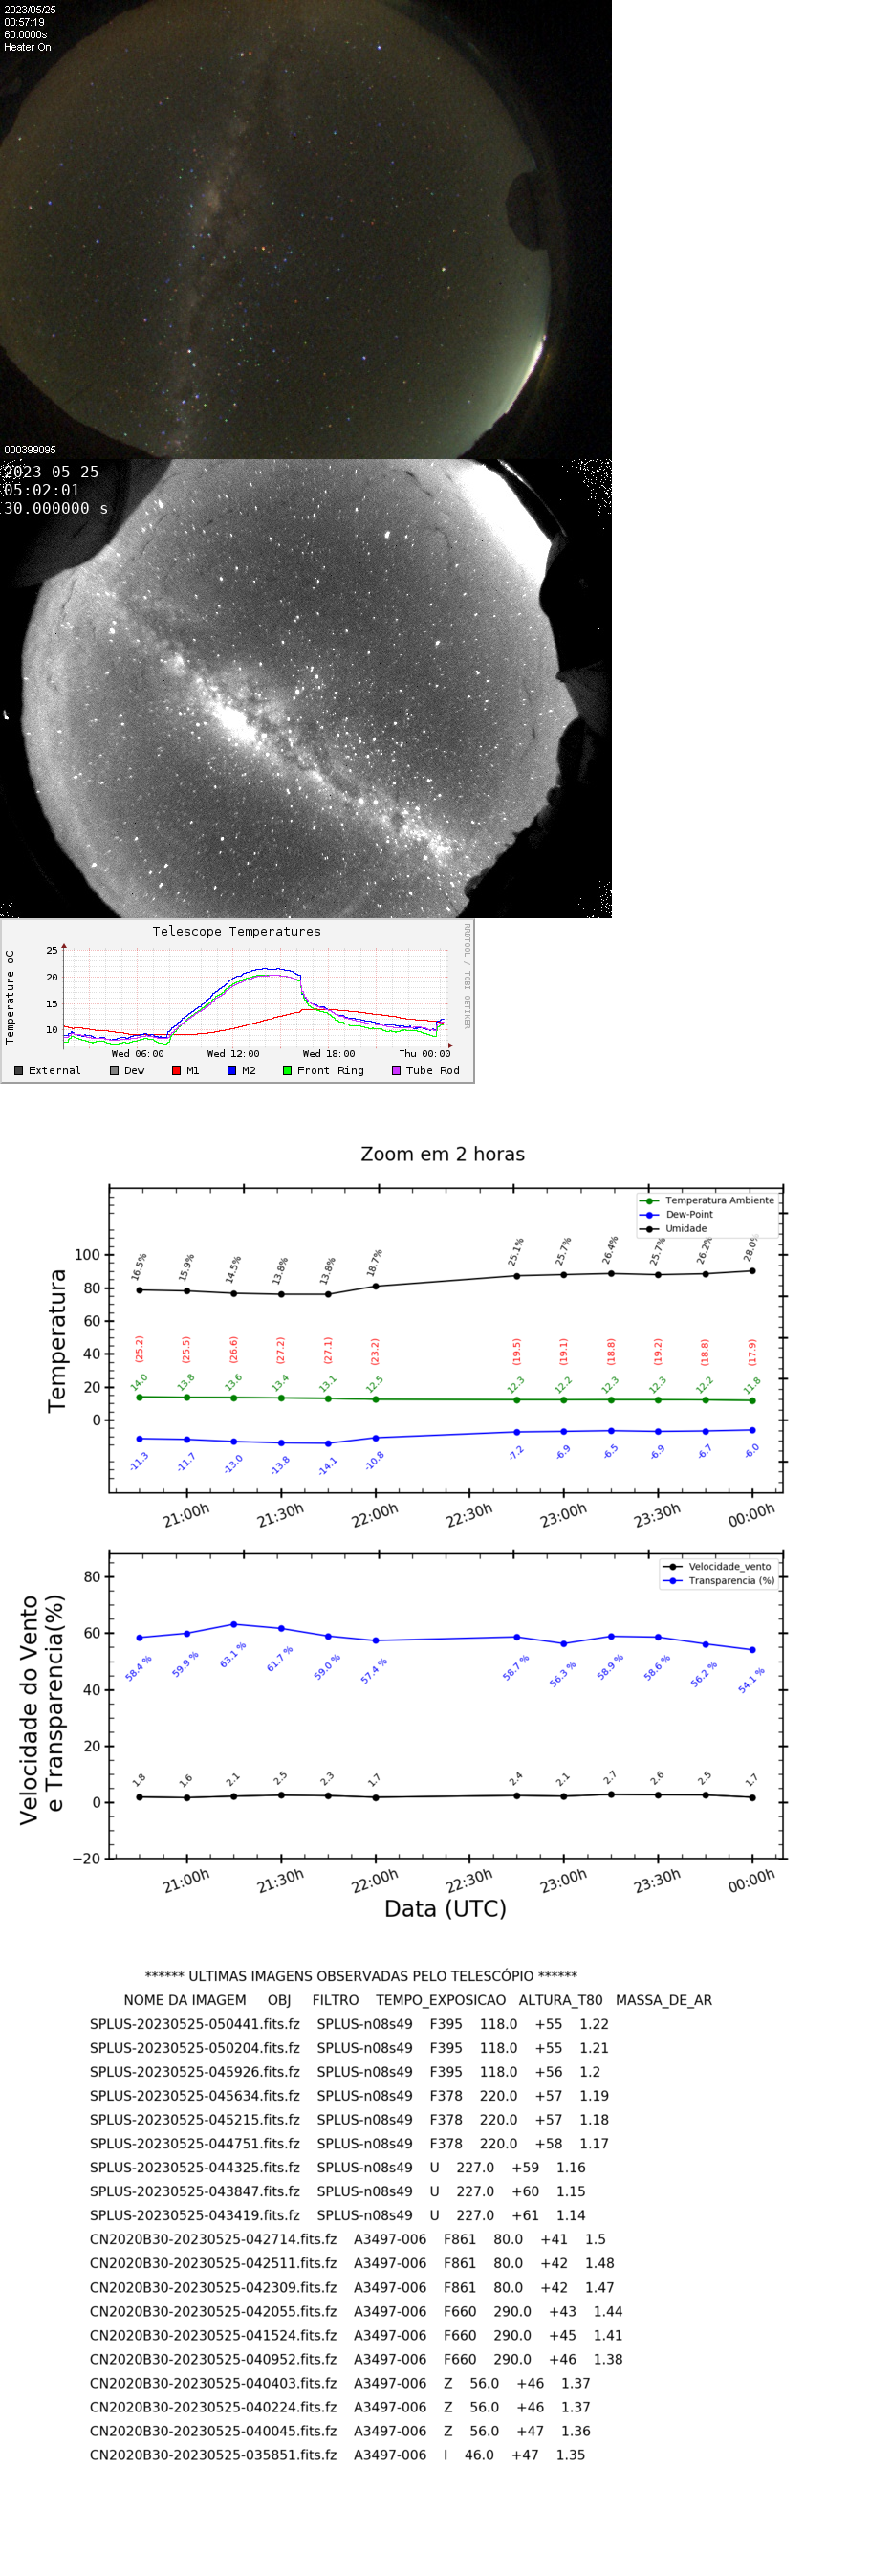 2023/05/25
00:57:19
60.0000s
Heater On
000399095
2023-05-25
05:02:01
30.000000 s
Telescope Temperatures
RRDTOOL / TOBI OETIKER
Temperature oC
25
20
15
10
Wed 06:00 Wed 12:00 Wed 18:00 Thu 00:00
External Dew M1 M2 Front Ring Tube Rod
Zoom em 2 horas
Temperatura Ambiente
Dew-Point
Umidade
Temperatura
100
80
60
40
20
0
16.5% 15.9% 14.5% 13.8% 13.8% 18.7% 25.1% 25.7% 26.4% 25.7% 26.2% 28.0%
(25.2) (25.5) (26.6) (27.2) (27.1) (23.2) (19.5) (19.1) (18.8) (19.2) (18.8) (17.9)
14.0 13.8 13.6 13.4 13.1 12.5 12.3 12.2 12.3 12.3 12.2 11.8
-11.3 -11.7 -13.0 -13.8 -14.1 -10.8 -7.2 -6.9 -6.5 -6.9 -6.7 -6.0
21:00h 21:30h 22:00h 22:30h 23:00h 23:30h 00:00h
Velocidade_vento
Transparencia (%)
Velocidade do Vento
e Transparencia(%)
80
60
40
20
0
−20
58.4 % 59.9 % 63.1 % 61.7 % 59.0 % 57.4 % 58.7 % 56.3 % 58.9 % 58.6 % 56.2 % 54.1 %
1.8 1.6 2.1 2.5 2.3 1.7 2.4 2.1 2.7 2.6 2.5 1.7
21:00h 21:30h 22:00h 22:30h 23:00h 23:30h 00:00h
Data (UTC)
****** ULTIMAS IMAGENS OBSERVADAS PELO TELESCÓPIO ******
NOME DA IMAGEM OBJ FILTRO TEMPO_EXPOSICAO ALTURA_T80 MASSA_DE_AR
SPLUS-20230525-050441.fits.fz SPLUS-n08s49 F395 118.0 +55 1.22
SPLUS-20230525-050204.fits.fz SPLUS-n08s49 F395 118.0 +55 1.21
SPLUS-20230525-045926.fits.fz SPLUS-n08s49 F395 118.0 +56 1.2
SPLUS-20230525-045634.fits.fz SPLUS-n08s49 F378 220.0 +57 1.19
SPLUS-20230525-045215.fits.fz SPLUS-n08s49 F378 220.0 +57 1.18
SPLUS-20230525-044751.fits.fz SPLUS-n08s49 F378 220.0 +58 1.17
SPLUS-20230525-044325.fits.fz SPLUS-n08s49 U 227.0 +59 1.16
SPLUS-20230525-043847.fits.fz SPLUS-n08s49 U 227.0 +60 1.15
SPLUS-20230525-043419.fits.fz SPLUS-n08s49 U 227.0 +61 1.14
CN2020B30-20230525-042714.fits.fz A3497-006 F861 80.0 +41 1.5
CN2020B30-20230525-042511.fits.fz A3497-006 F861 80.0 +42 1.48
CN2020B30-20230525-042309.fits.fz A3497-006 F861 80.0 +42 1.47
CN2020B30-20230525-042055.fits.fz A3497-006 F660 290.0 +43 1.44
CN2020B30-20230525-041524.fits.fz A3497-006 F660 290.0 +45 1.41
CN2020B30-20230525-040952.fits.fz A3497-006 F660 290.0 +46 1.38
CN2020B30-20230525-040403.fits.fz A3497-006 Z 56.0 +46 1.37
CN2020B30-20230525-040224.fits.fz A3497-006 Z 56.0 +46 1.37
CN2020B30-20230525-040045.fits.fz A3497-006 Z 56.0 +47 1.36
CN2020B30-20230525-035851.fits.fz A3497-006 I 46.0 +47 1.35